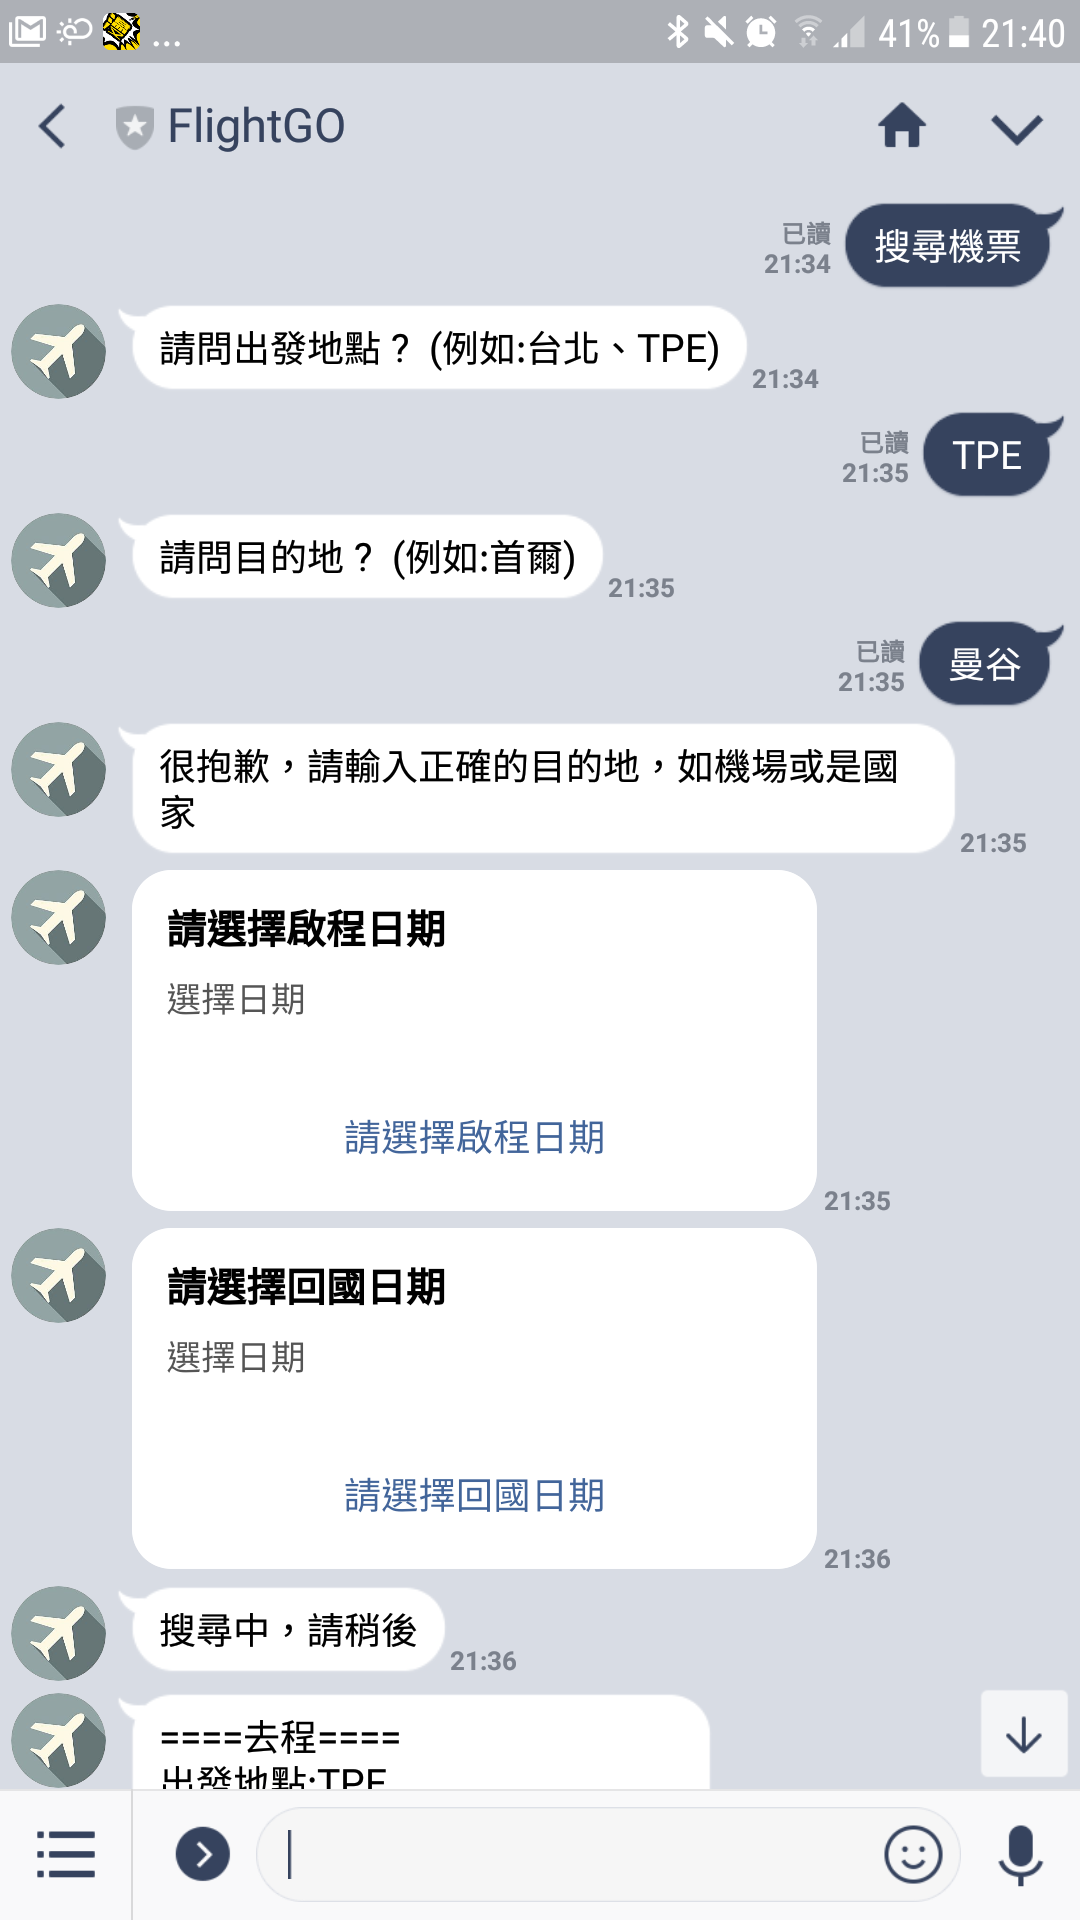 ... 41% 21:40
FlightGO
已讀
21:34
搜尋機票
請問出發地點？ (例如:台北、TPE)
21:34
已讀
21:35
TPE
請問目的地？ (例如:首爾)
21:35
已讀
21:35
曼谷
很抱歉，請輸入正確的目的地，如機場或是國
家
21:35
請選擇啟程日期
選擇日期
請選擇啟程日期
21:35
請選擇回國日期
選擇日期
請選擇回國日期
21:36
搜尋中，請稍後
21:36
====去程====
出發地點:TPE